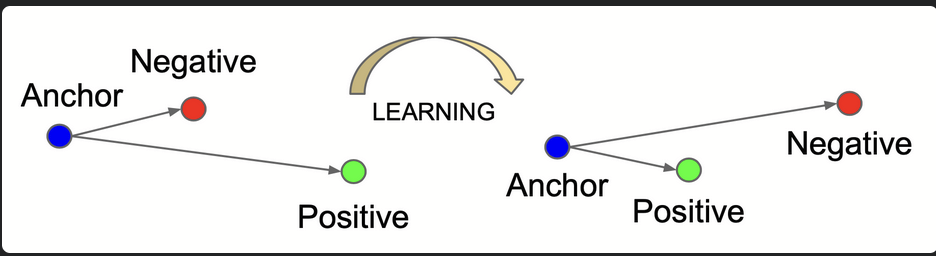 Negative
Anchor
Positive
LEARNING
Anchor
Positive
Negative